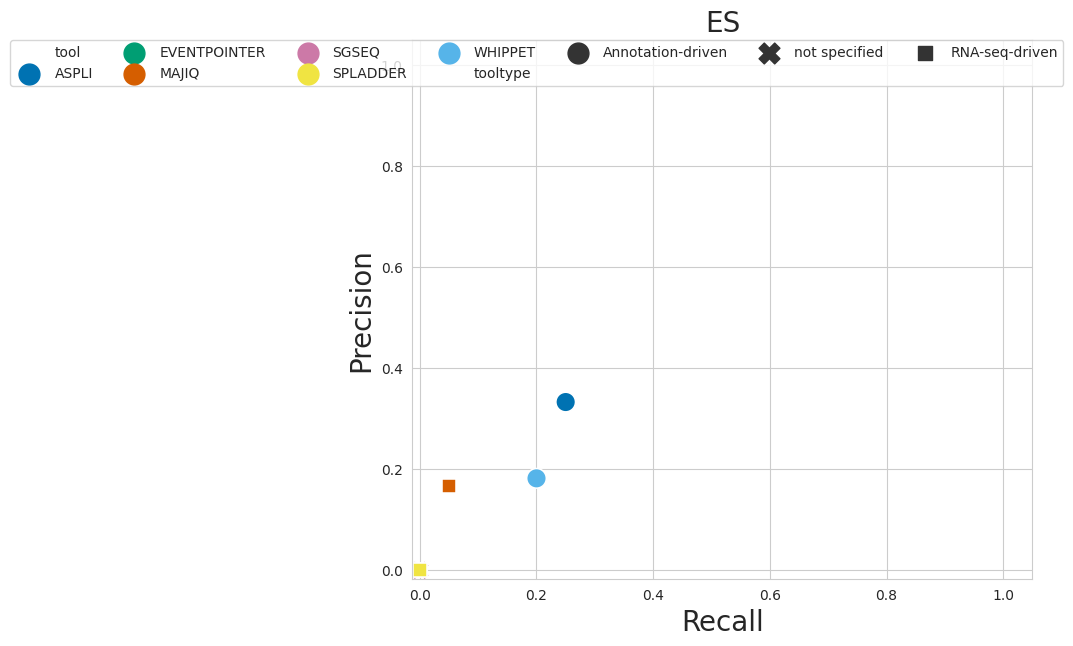 ES
tool EVENTPOINTER SGSEQ WHIPPET Annotation-driven not specified RNA-seq-driven
ASPLI MAJIQ SPLADDER tooltype
1.0
0.8
0.6
0.4
0.2
0.0
Precision
0.0 0.2 0.4 0.6 0.8 1.0
Recall